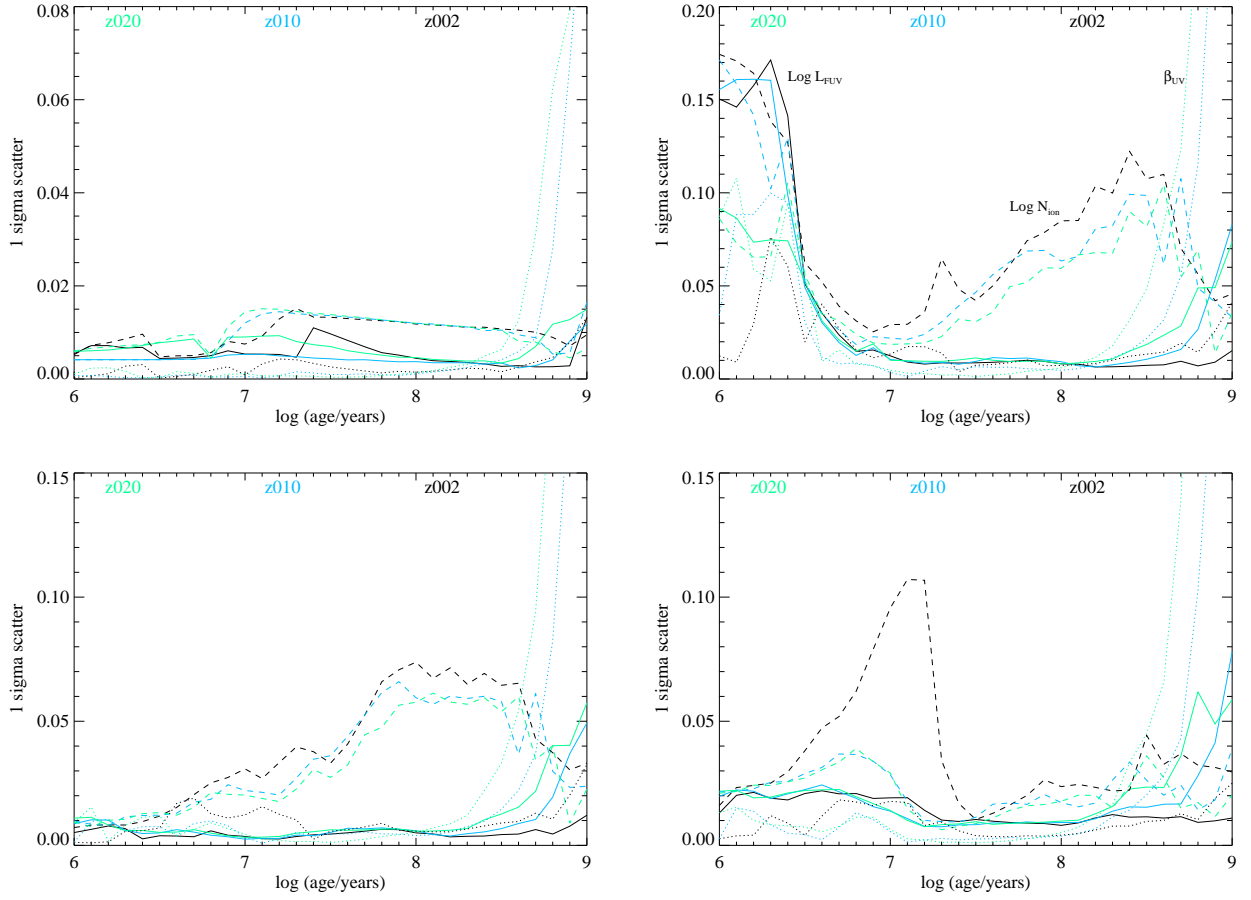 z020 z010 z002
0.08
0.06
0.04
0.02
0.00
1 sigma scatter
6 7 8 9
log (age/years)
z020 z010 z002
Log L_FUV
β_UV
Log N_ion
0.20
0.15
0.10
0.05
0.00
1 sigma scatter
6 7 8 9
log (age/years)
z020 z010 z002
0.15
0.10
0.05
0.00
1 sigma scatter
6 7 8 9
log (age/years)
z020 z010 z002
0.15
0.10
0.05
0.00
1 sigma scatter
6 7 8 9
log (age/years)